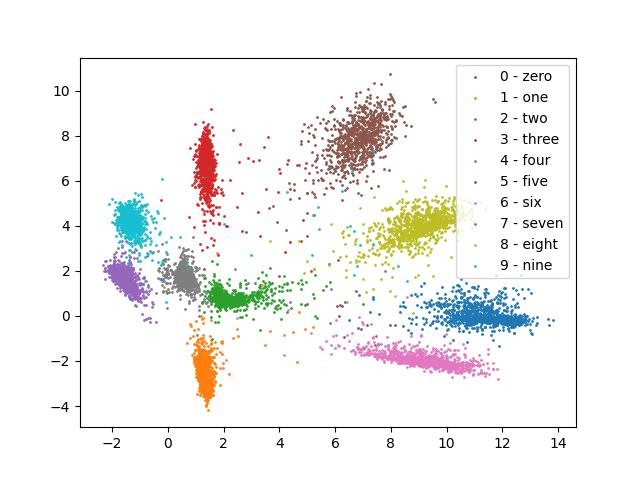 10
8
6
4
2
0
−2
−4
−2
0
2
4
6
8
10
12
14
0 - zero
1 - one
2 - two
3 - three
4 - four
5 - five
6 - six
7 - seven
8 - eight
9 - nine